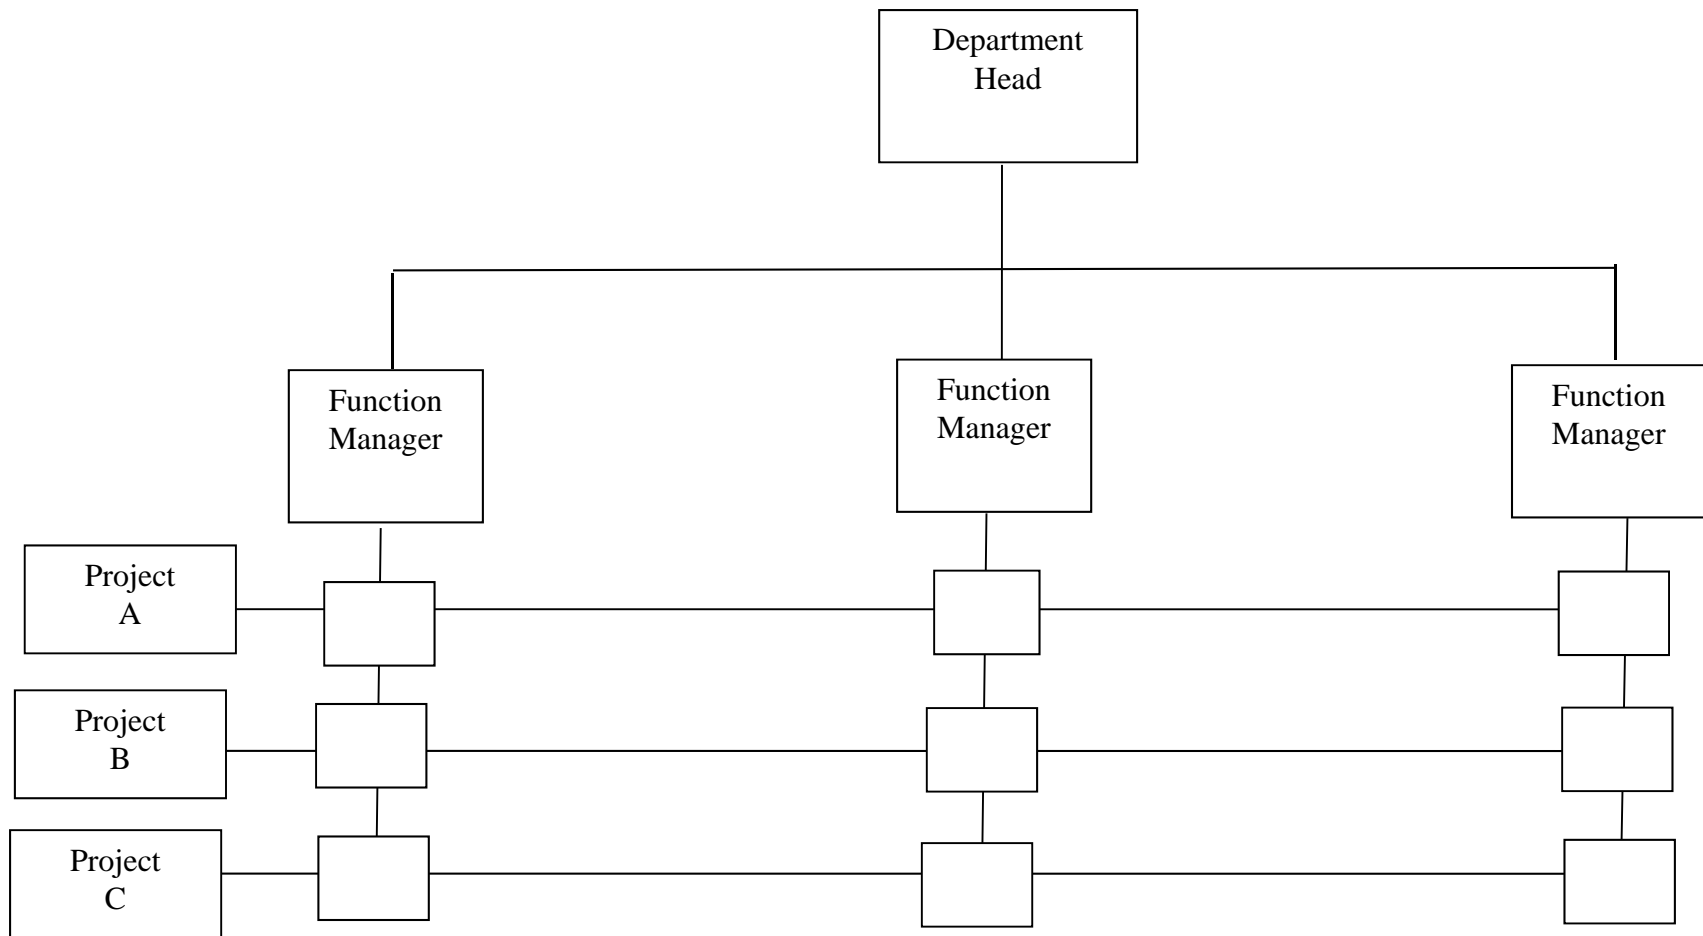 Department
Head
Function
Manager
Function
Manager
Function
Manager
Project
A
Project
B
Project
C